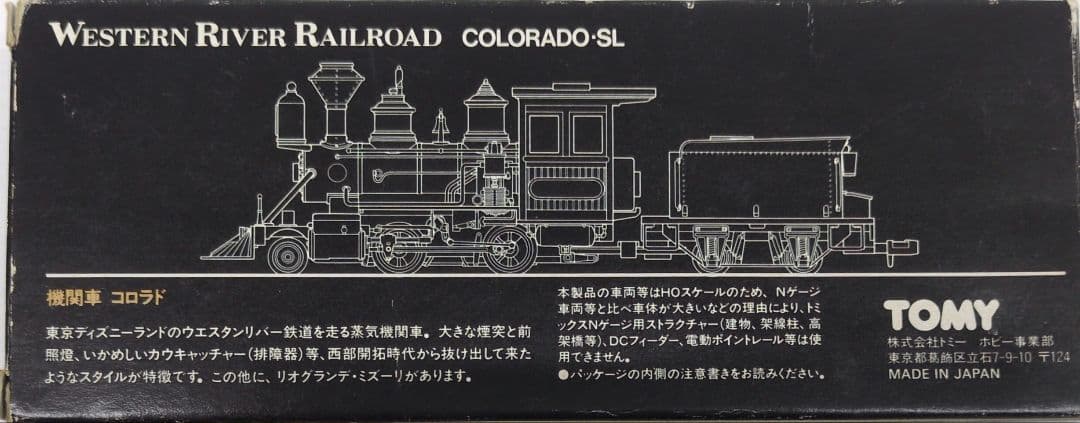 WESTERN RIVER RAILROAD COLORADO·SL
機関車 コロラド
東京ディズニーランドのウエスタンリバー鉄道を走る蒸気機関車。大きな煙突と前
照燈、いかめしいカウキャッチャー(排障器)等、西部開拓時代から抜け出して来た
ようなスタイルが特徴です。この他に、リオグランデ・ミズーリがあります。
本製品の車両等はHOスケールのため、Nゲージ
車両等と比べ車体が大きいなどの理由により、トミ
ックスNゲージ用ストラクチャー(建物、架線柱、高
架橋等)、DCフィーダー、電動ポイントレール等は使
用できません。
●パッケージの内側の注意書きをお読みください。
TOMY
株式会社トミー ホビー事業部
東京都葛飾区立石7-9-10 〒124
MADE IN JAPAN